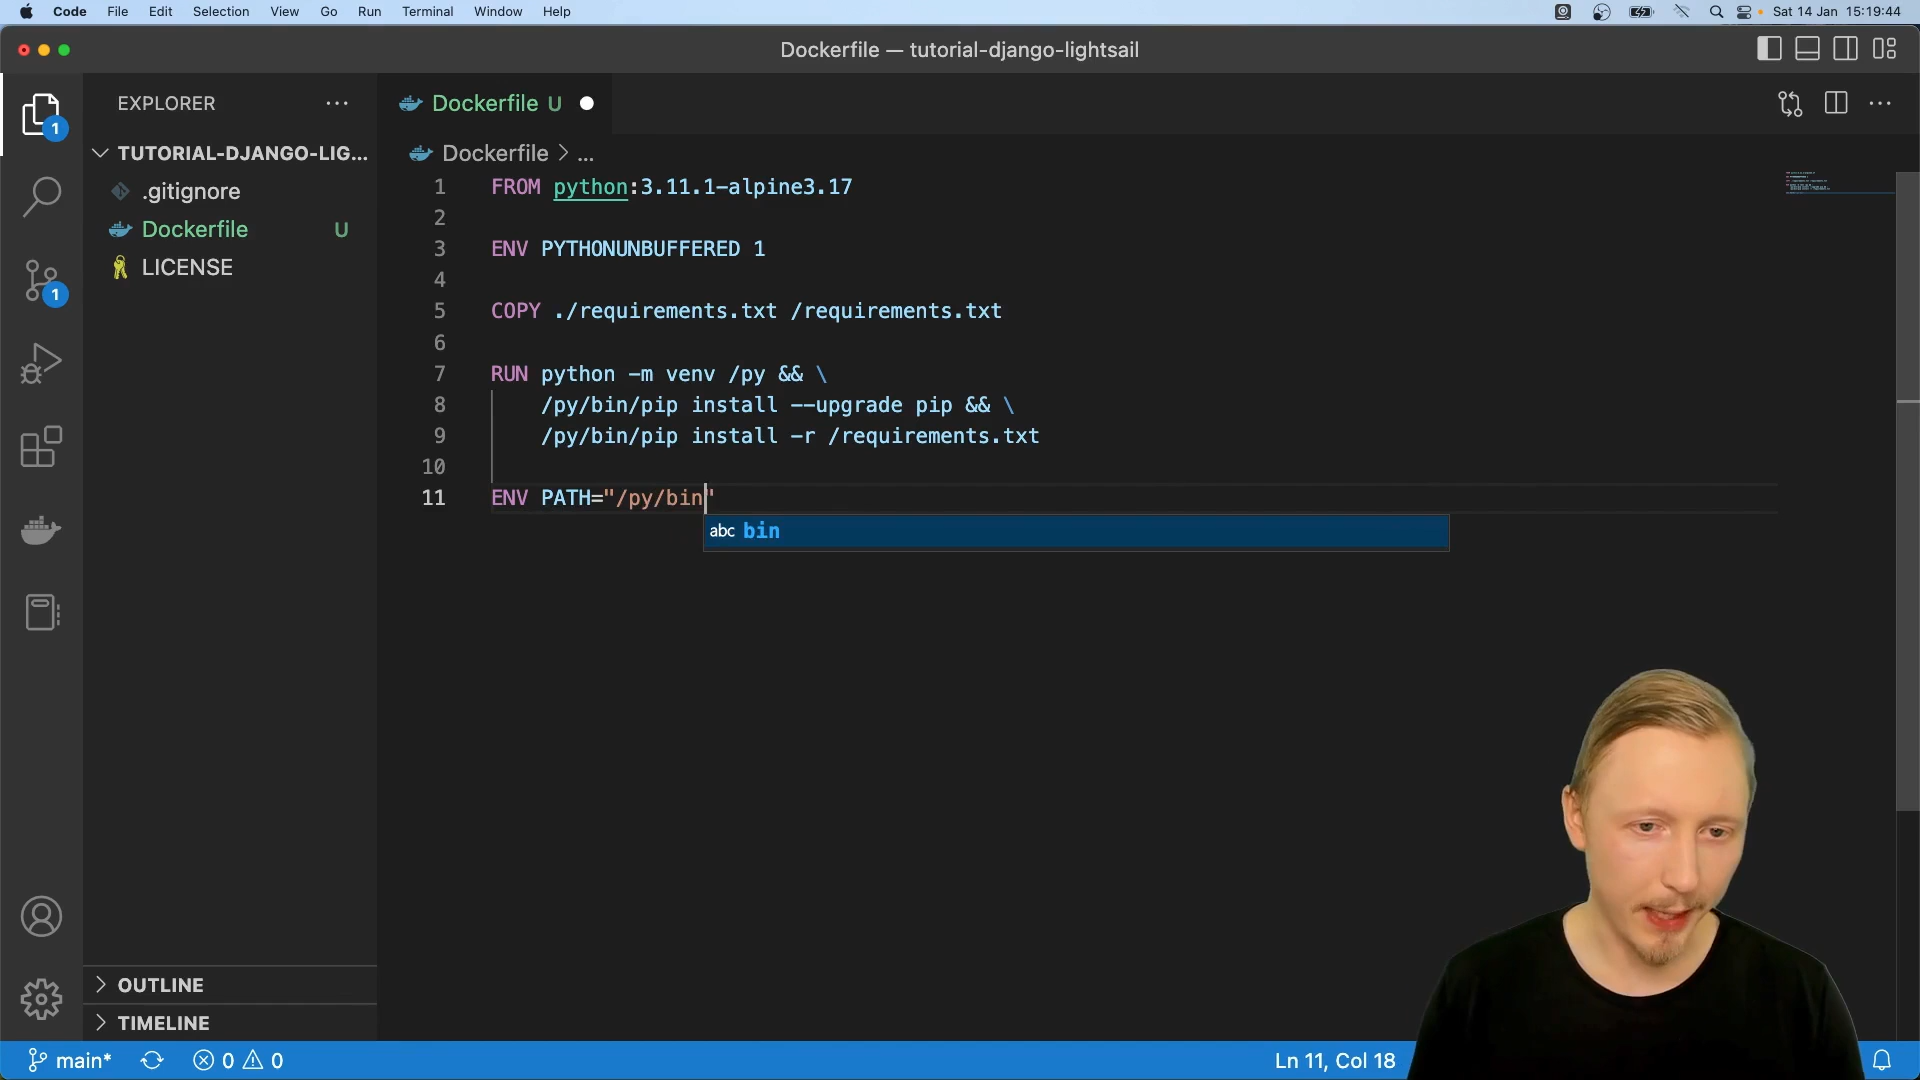 Code File Edit Selection View Go Run Terminal Window Help Sat 14 Jan 15:19:44
Dockerfile — tutorial-django-lightsail
EXPLORER
Dockerfile U
TUTORIAL-DJANGO-LIG...
Dockerfile > ...
.gitignore
Dockerfile U
LICENSE
1 FROM python:3.11.1-alpine3.17
2
3 ENV PYTHONUNBUFFERED 1
4
5 COPY ./requirements.txt /requirements.txt
6
7 RUN python -m venv /py && \
8 /py/bin/pip install --upgrade pip && \
9 /py/bin/pip install -r /requirements.txt
10
11 ENV PATH="/py/bin"
abc bin
1
1
OUTLINE
TIMELINE
main* 0 0 Ln 11, Col 18